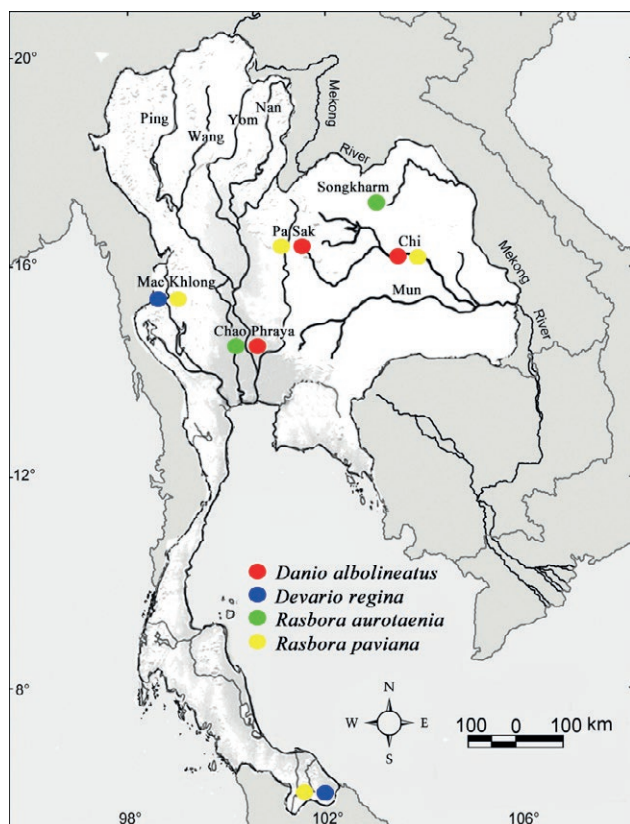 20°
Mekong
Nan
Ping
Yom
Wang
River
Songkharm
Pa Sak
Chi
16°
Mekong
Mae Khlong
Mun
Chao Phraya
River
12°
Danio albolineatus
Devario regina
Rasbora aurotaenia
Rasbora paviana
8°
N
W E
S
100 0 100 km
98° 102° 106°